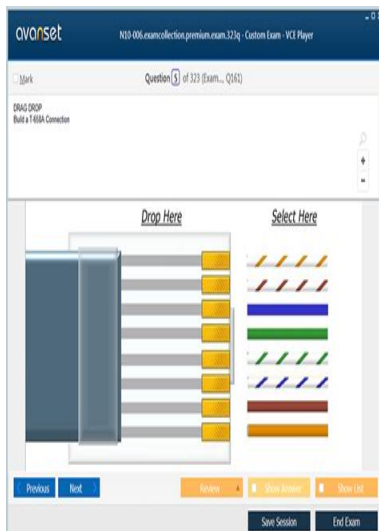 avanset
N10-006.examcollection.premium.exam.323q - Custom Exam - VCE Player
Mark
Question 5 of 323 (Exam..., Q161)
DRAG DROP
Build a T-658A Connection
Drop Here
Select Here
Previous
Next
Review
Show Answer
Show List
Save Session
End Exam